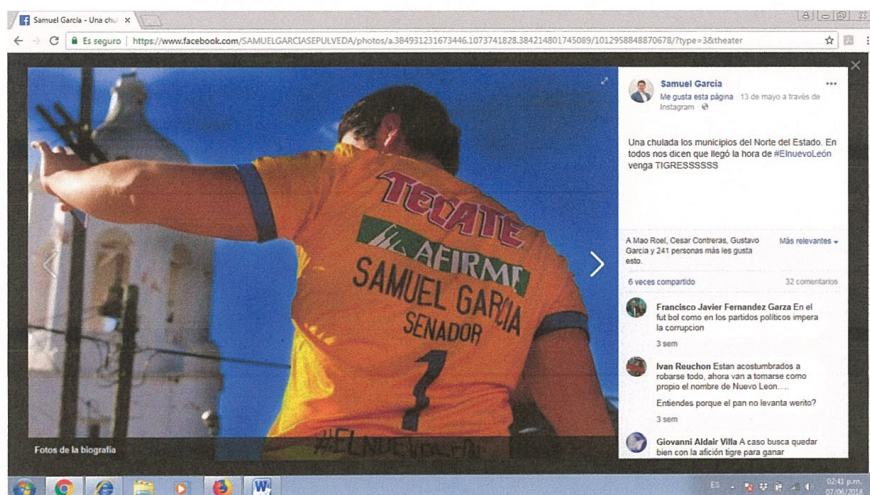 Samuel García - Una chul
Es seguro | https://www.facebook.com/SAMUELGARCIASEPULVEDA/photos/a.384931231673446.1073741828.384214801745089/1012958848870678/?type=3&theater
TECATE
AFIRME
SAMUEL GARCIA
SENADOR
1
#ELNUEVOLEÓN
Fotos de la biografía
Samuel García
Me gusta esta página · 13 de mayo a través de
Instagram ·
Una chulada los municipios del Norte del Estado. En
todos nos dicen que llegó la hora de #ElnuevoLeón
venga TIGRESSSSSS
A Mao Roel, Cesar Contreras, Gustavo
Garcia y 241 personas más les gusta
esto.
Más relevantes
6 veces compartido
32 comentarios
Francisco Javier Fernandez Garza En el
fut bol como en los partidos políticos impera
la corrupcion
3 sem
Ivan Reuchon Estan acostumbrados a
robarse todo, ahora van a tomarse como
propio el nombre de Nuevo Leon.....
Entiendes porque el pan no levanta werito?
3 sem
Giovanni Aldair Villa A caso busca quedar
bien con la afición tigre para ganar
ES
02:41 p.m.
07/06/2018